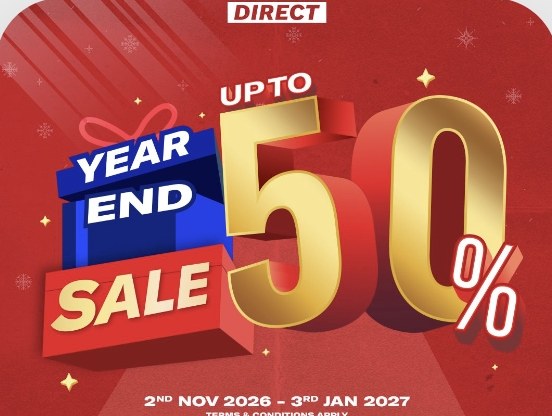 DIRECT
UP TO
50%
YEAR
END
SALE
2ND NOV 2026 – 3RD JAN 2027
TERMS & CONDITIONS APPLY